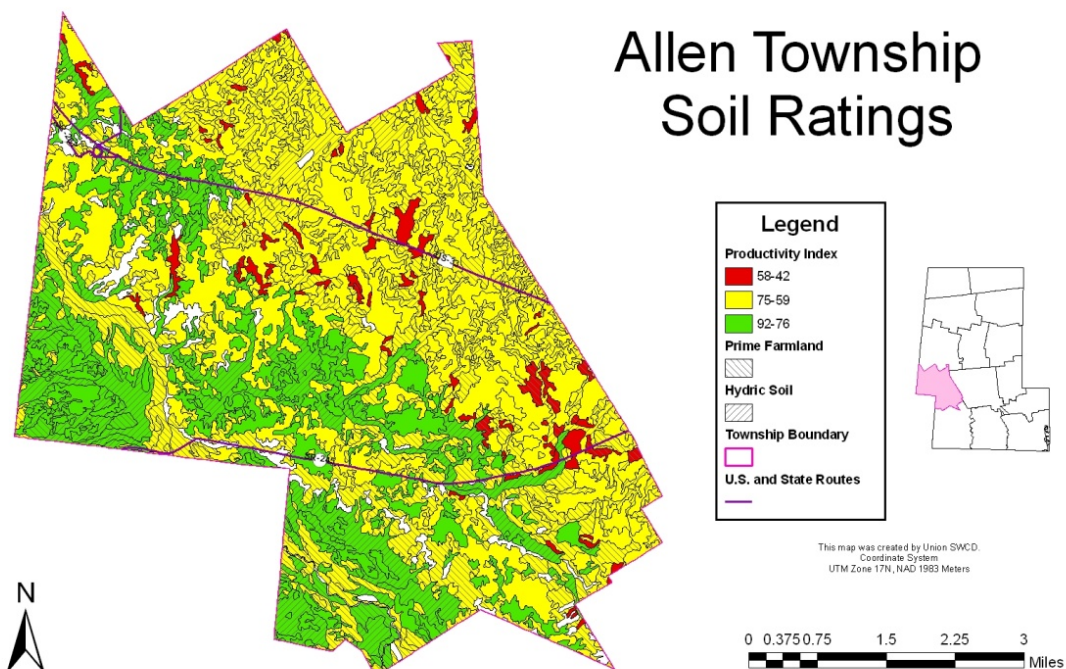 Allen Township
Soil Ratings
Legend
Productivity Index
58-42
75-59
92-76
Prime Farmland
Hydric Soil
Township Boundary
U.S. and State Routes
This map was created by Union SWCD.
Coordinate System
UTM Zone 17N, NAD 1983 Meters
N
0 0.375 0.75 1.5 2.25 3
Miles